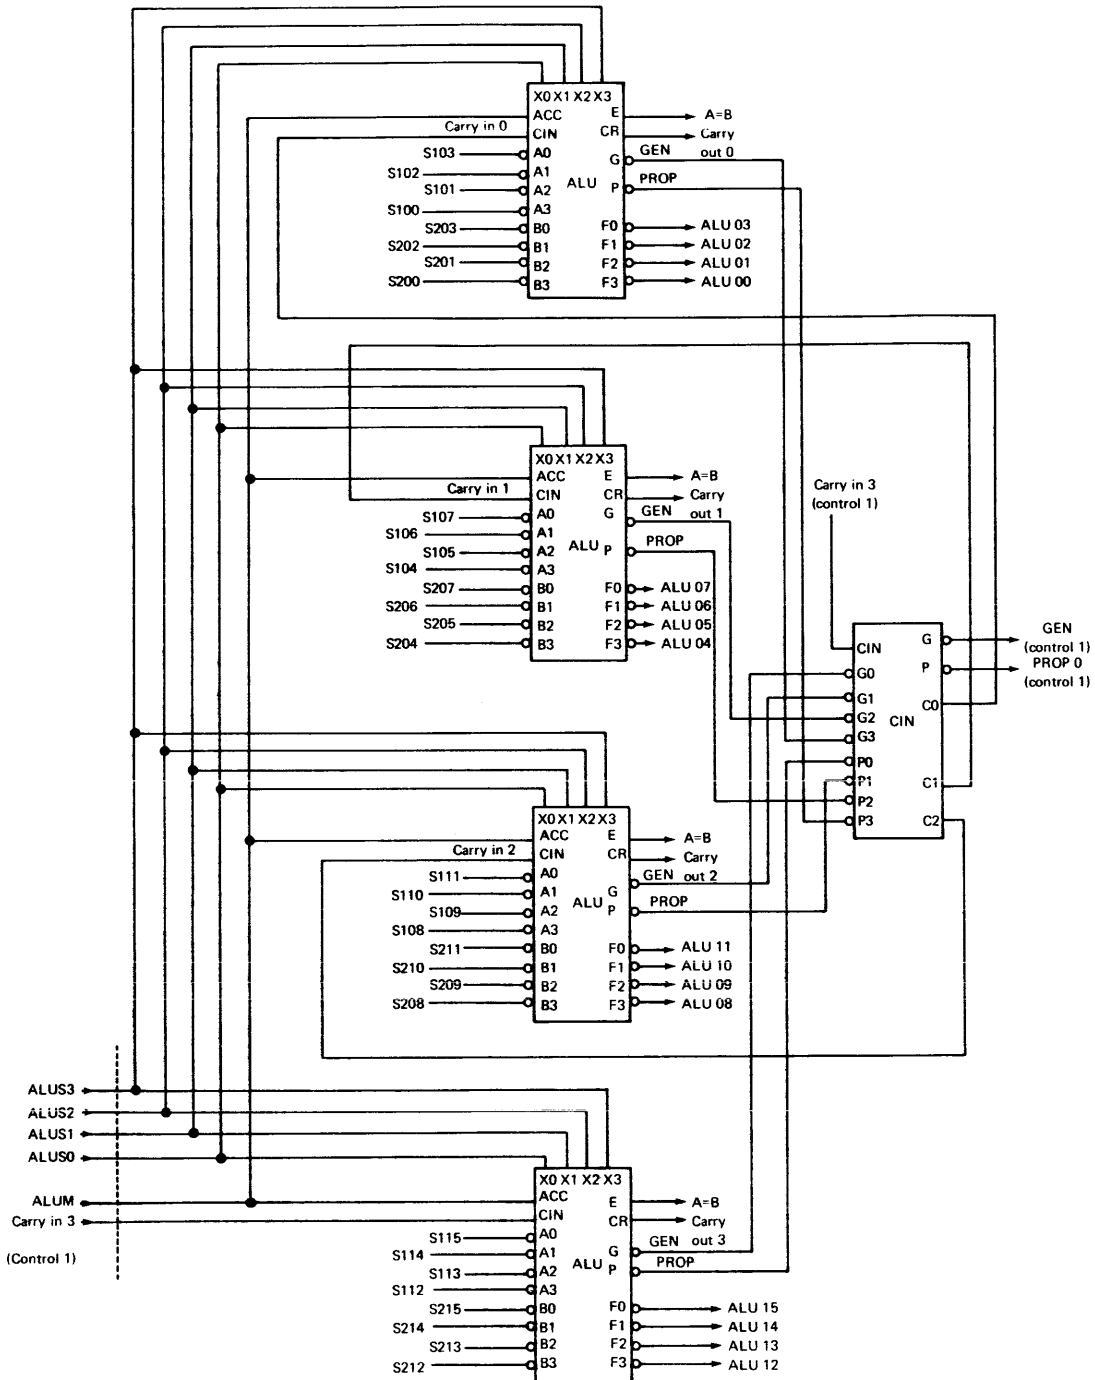 X0 X1 X2 X3
ACC E A=B
Carry in 0 CIN CR Carry
S103 A0 G GEN out 0
S102 A1
S101 A2 ALU P PROP
S100 A3
S203 B0 F0 ALU 03
S202 B1 F1 ALU 02
S201 B2 F2 ALU 01
S200 B3 F3 ALU 00
X0 X1 X2 X3
ACC E A=B
Carry in 1 CIN CR Carry
S107 A0 G GEN out 1
S106 A1
S105 A2 ALU P PROP
S104 A3
S207 B0 F0 ALU 07
S206 B1 F1 ALU 06
S205 B2 F2 ALU 05
S204 B3 F3 ALU 04
Carry in 3
(control 1)
CIN G GEN
(control 1)
G0 P PROP 0
(control 1)
G1 C0
G2 CIN
G3
P0
P1 C1
P2
P3 C2
X0 X1 X2 X3
ACC E A=B
Carry in 2 CIN CR Carry
S111 A0 G GEN out 2
S110 A1
S109 A2 ALU P PROP
S108 A3
S211 B0 F0 ALU 11
S210 B1 F1 ALU 10
S209 B2 F2 ALU 09
S208 B3 F3 ALU 08
ALUS3
ALUS2
ALUS1
ALUS0
ALUM
Carry in 3
(Control 1)
X0 X1 X2 X3
ACC E A=B
CIN CR Carry
S115 A0 G GEN out 3
S114 A1
S113 A2 ALU P PROP
S112 A3
S215 B0 F0 ALU 15
S214 B1 F1 ALU 14
S213 B2 F2 ALU 13
S212 B3 F3 ALU 12